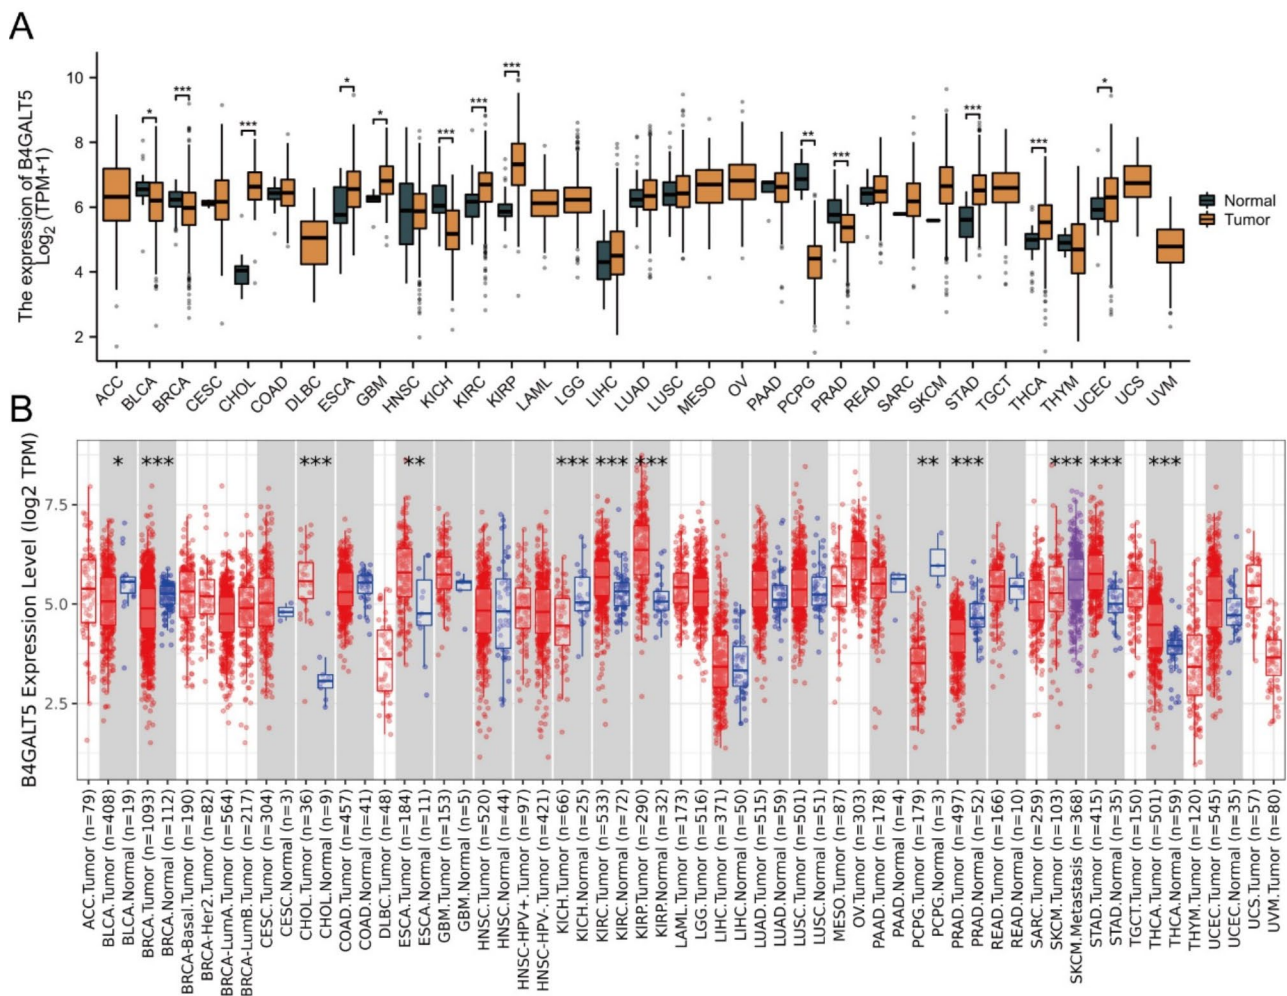 A
The expression of B4GALT5
Log2 (TPM+1)
10
8
6
4
2
* *** *** * * *** *** *** ** *** *** *** *
Normal
Tumor
ACC BLCA BRCA CESC CHOL COAD DLBC ESCA GBM HNSC KICH KIRC KIRP LAML LGG LIHC LUAD LUSC MESO OV PAAD PCPG PRAD READ SARC SKCM STAD TGCT THCA THYM UCEC UCS UVM
B
B4GALT5 Expression Level (log2 TPM)
* *** *** ** *** *** *** ** *** *** *** ***
7.5
5.0
2.5
ACC.Tumor (n=79)
BLCA.Tumor (n=408)
BLCA.Normal (n=19)
BRCA.Tumor (n=1093)
BRCA.Normal (n=112)
BRCA-Basal.Tumor (n=190)
BRCA-Her2.Tumor (n=82)
BRCA-LumA.Tumor (n=564)
BRCA-LumB.Tumor (n=217)
CESC.Tumor (n=304)
CESC.Normal (n=3)
CHOL.Tumor (n=36)
CHOL.Normal (n=9)
COAD.Tumor (n=457)
COAD.Normal (n=41)
DLBC.Tumor (n=48)
ESCA.Tumor (n=184)
ESCA.Normal (n=11)
GBM.Tumor (n=153)
GBM.Normal (n=5)
HNSC.Tumor (n=520)
HNSC.Normal (n=44)
HNSC-HPV+.Tumor (n=97)
HNSC-HPV-.Tumor (n=421)
KICH.Tumor (n=66)
KICH.Normal (n=25)
KIRC.Tumor (n=533)
KIRC.Normal (n=72)
KIRP.Tumor (n=290)
KIRP.Normal (n=32)
LAML.Tumor (n=173)
LGG.Tumor (n=516)
LIHC.Tumor (n=371)
LIHC.Normal (n=50)
LUAD.Tumor (n=515)
LUAD.Normal (n=59)
LUSC.Tumor (n=501)
LUSC.Normal (n=51)
MESO.Tumor (n=87)
OV.Tumor (n=303)
PAAD.Tumor (n=178)
PAAD.Normal (n=4)
PCPG.Tumor (n=179)
PCPG.Normal (n=3)
PRAD.Tumor (n=497)
PRAD.Normal (n=52)
READ.Tumor (n=166)
READ.Normal (n=10)
SARC.Tumor (n=259)
SKCM.Tumor (n=103)
SKCM.Metastasis (n=368)
STAD.Tumor (n=415)
STAD.Normal (n=35)
TGCT.Tumor (n=150)
THCA.Tumor (n=501)
THCA.Normal (n=59)
THYM.Tumor (n=120)
UCEC.Tumor (n=545)
UCEC.Normal (n=35)
UCS.Tumor (n=57)
UVM.Tumor (n=80)